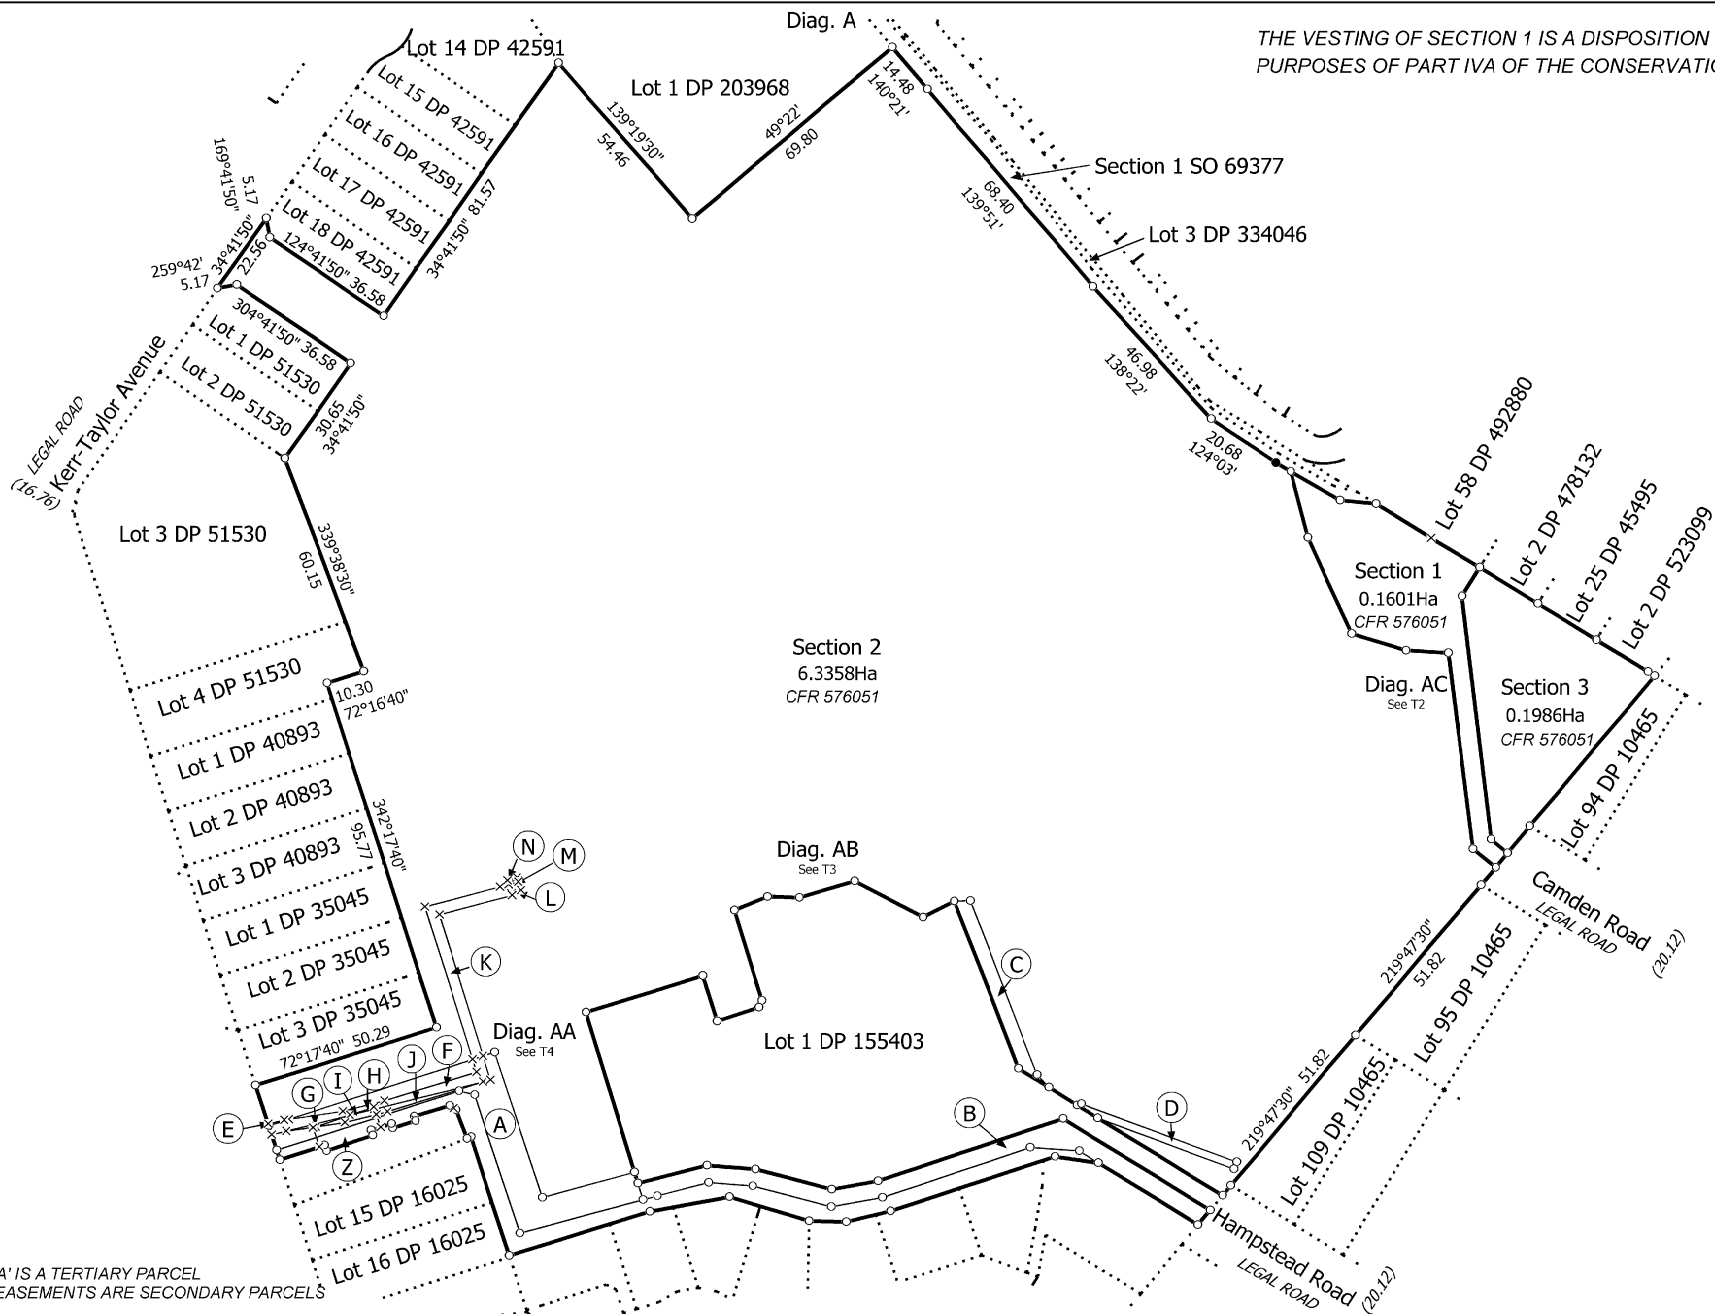 Diag. A
THE VESTING OF SECTION 1 IS A DISPOSITION
PURPOSES OF PART IVA OF THE
Lot 14 DP 42591
Lot 15 DP 42591
Lot 16 DP 42591
Lot 17 DP 42591
Lot 18 DP 42591
Lot 1 DP 203968
139°19'30"
54.46
49°22'
69.80
14.48
140°21'
34°41'50" 81.57
169°41'50"
5.17
34°41'50"
22.56
124°41'50" 36.58
259°42'
5.17
304°41'50" 36.58
Section 1 SO 69377
68.40
139°51'
Lot 3 DP 334046
46.98
138°22'
20.68
124°03'
Lot 1 DP 51530
Lot 2 DP 51530
30.65
34°41'50"
Kerr-Taylor Avenue
LEGAL ROAD
(16.76)
Lot 3 DP 51530
339°38'30"
60.15
Lot 58 DP 492880
Lot 2 DP 478132
Lot 25 DP 45495
Lot 2 DP 523099
Section 1
0.1601Ha
CFR 576051
Section 2
6.3358Ha
CFR 576051
Diag. AC
See T2
Section 3
0.1986Ha
CFR 576051
Lot 94 DP 10465
Lot 4 DP 51530
10.30
72°16'40"
Lot 1 DP 40893
Lot 2 DP 40893
Lot 3 DP 40893
342°17'40"
95.77
Lot 1 DP 35045
Lot 2 DP 35045
Lot 3 DP 35045
72°17'40" 50.29
N
M
L
K
Diag. AB
See T3
C
Camden Road
LEGAL ROAD
(20.12)
219°47'30"
51.82
Lot 95 DP 10465
Diag. AA
See T4
Lot 1 DP 155403
F
J
H
I
G
E
Z
A
B
D
219°47'30" 51.82
Lot 109 DP 10465
Lot 15 DP 16025
Lot 16 DP 16025
Hampstead Road
LEGAL ROAD
(20.12)
A' IS A TERTIARY PARCEL
EASEMENTS ARE SECONDARY PARCELS